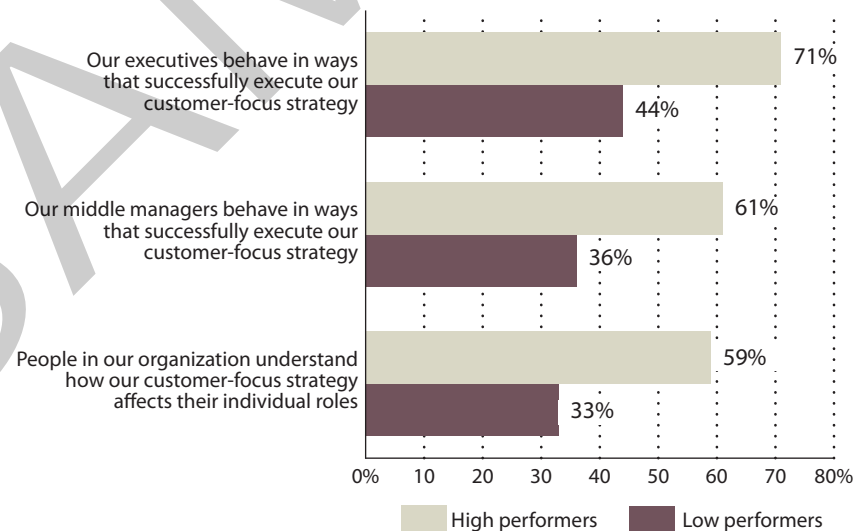 Our executives behave in ways
that successfully execute our
customer-focus strategy
71%
44%
Our middle managers behave in ways
that successfully execute our
customer-focus strategy
61%
36%
People in our organization understand
how our customer-focus strategy
affects their individual roles
59%
33%
0% 10 20 30 40 50 60 70 80%
High performers Low performers